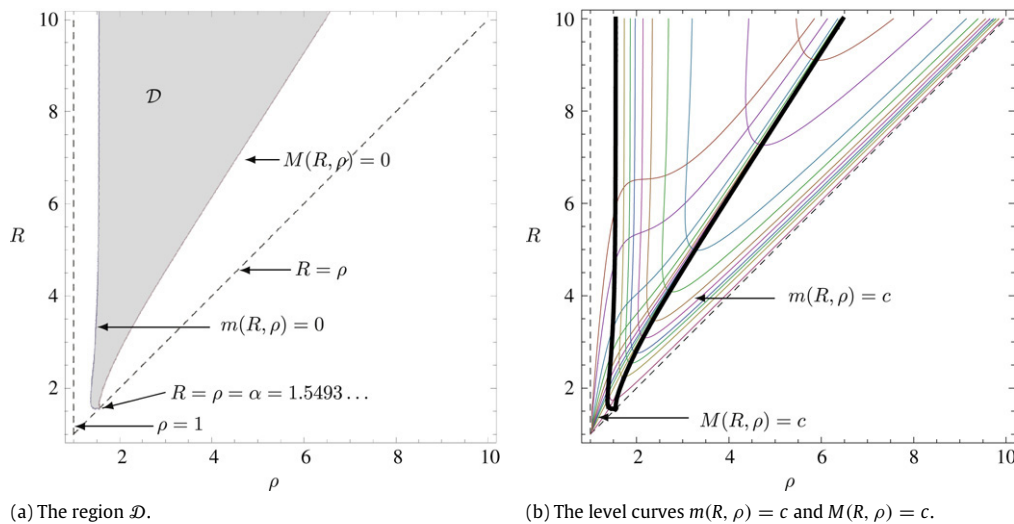 10
8
6
4
2
R
𝒟
M(R, ρ) = 0
R = ρ
m(R, ρ) = 0
R = ρ = α = 1.5493 . . .
ρ = 1
2
4
6
8
10
ρ
(a) The region 𝒟.
10
8
6
4
2
R
m(R, ρ) = c
M(R, ρ) = c
2
4
6
8
10
ρ
(b) The level curves m(R, ρ) = c and M(R, ρ) = c.